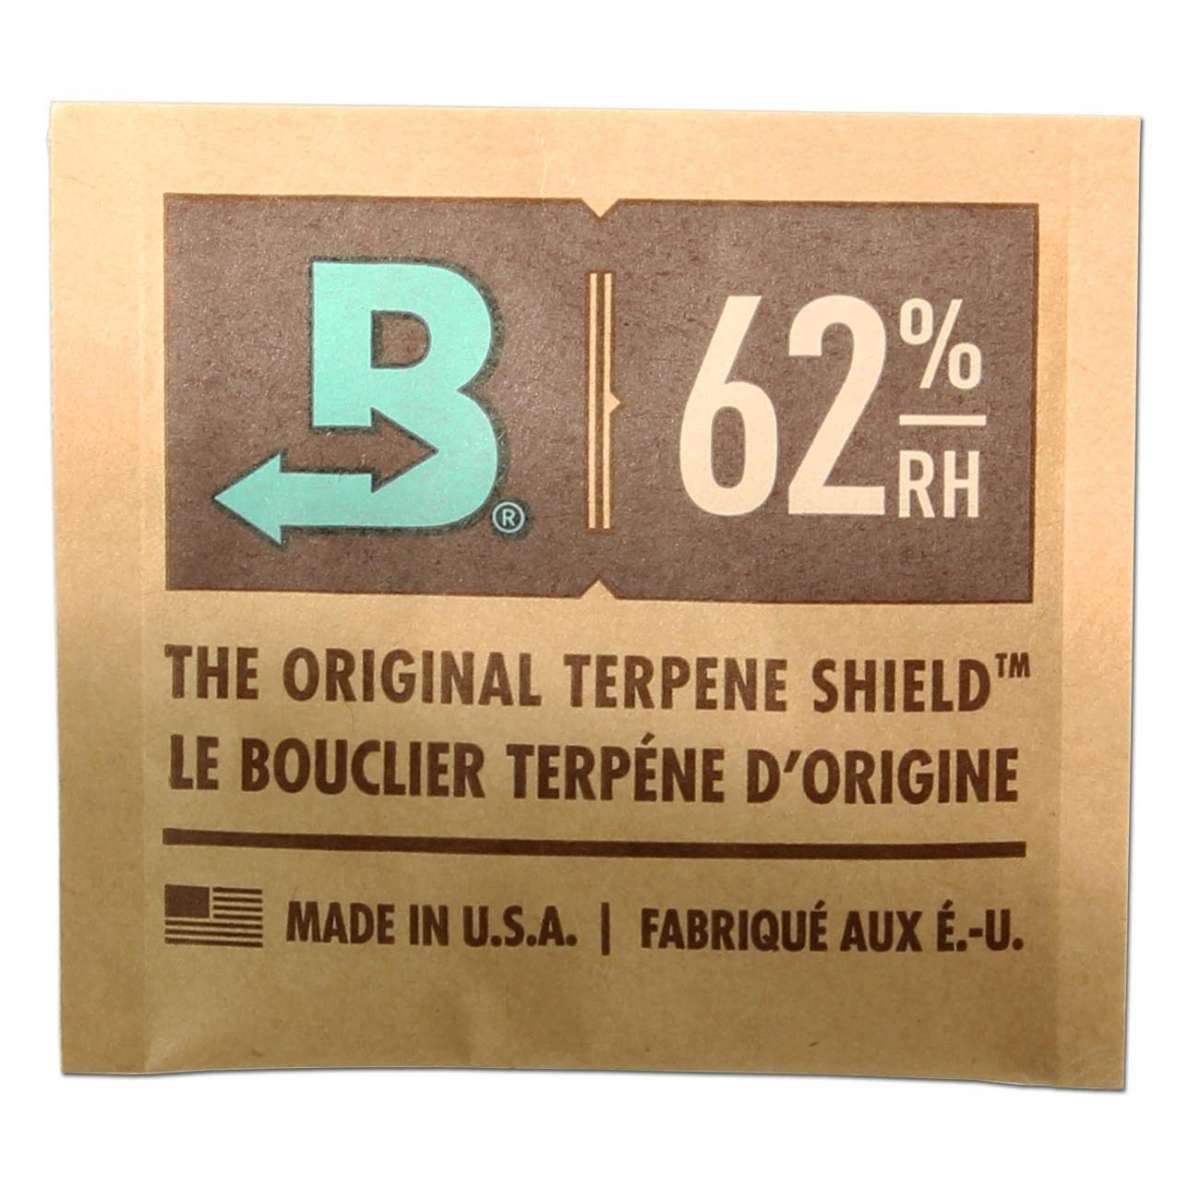 B®
62% RH
THE ORIGINAL TERPENE SHIELD™
LE BOUCLIER TERPÉNE D'ORIGINE
MADE IN U.S.A. | FABRIQUÉ AUX É.-U.